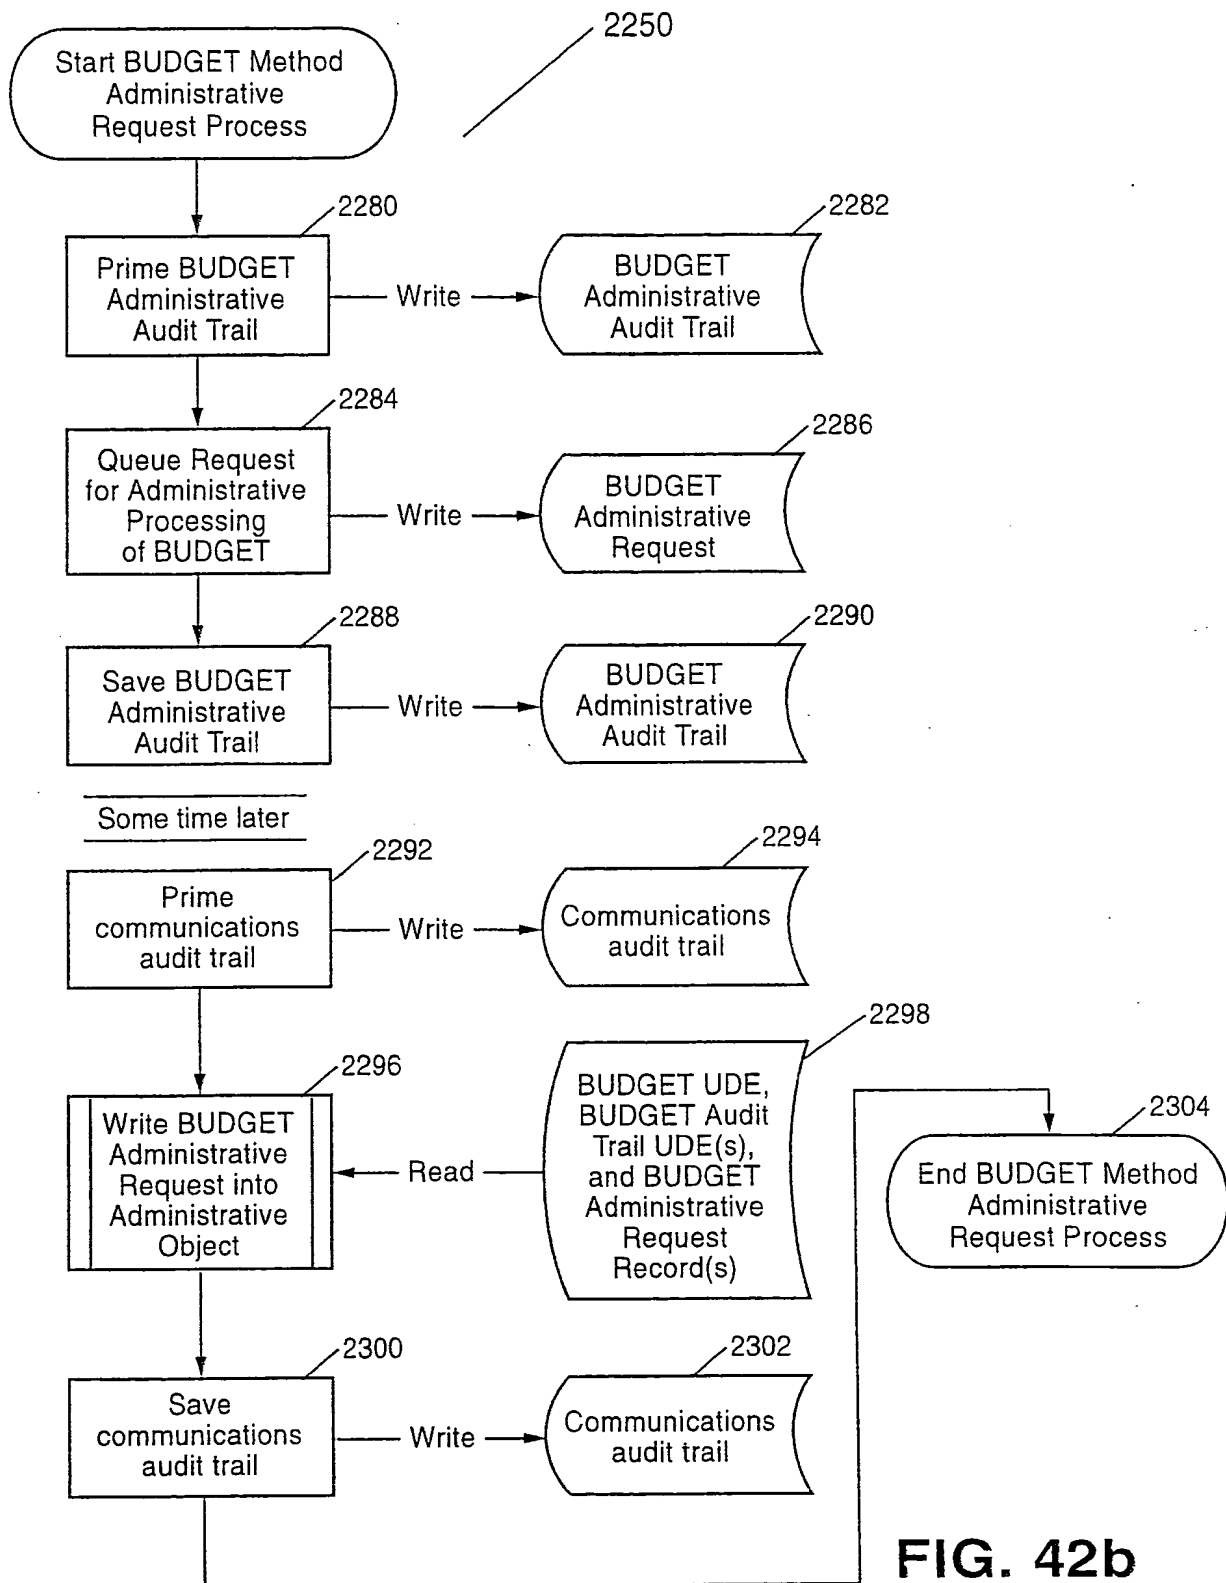 2250
Start BUDGET Method
Administrative
Request Process
2280
Prime BUDGET
Administrative
Audit Trail
Write
2282
BUDGET
Administrative
Audit Trail
2284
Queue Request
for Administrative
Processing
of BUDGET
Write
2286
BUDGET
Administrative
Request
2288
Save BUDGET
Administrative
Audit Trail
Write
2290
BUDGET
Administrative
Audit Trail
Some time later
2292
Prime
communications
audit trail
Write
2294
Communications
audit trail
2296
Write BUDGET
Administrative
Request into
Administrative
Object
Read
2298
BUDGET UDE,
BUDGET Audit
Trail UDE(s),
and BUDGET
Administrative
Request
Record(s)
2300
Save
communications
audit trail
Write
2302
Communications
audit trail
2304
End BUDGET Method
Administrative
Request Process
FIG. 42b